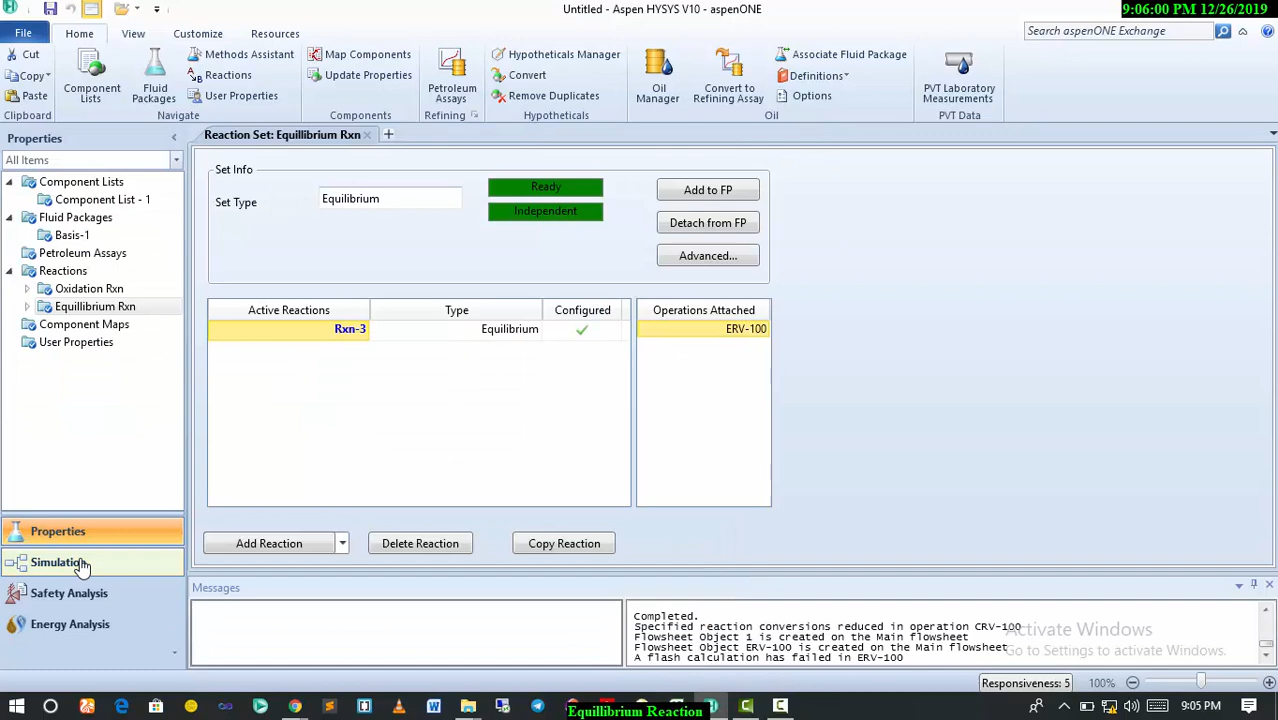 Untitled - Aspen HYSYS V10 - aspenONE
9:06:00 PM 12/26/2019
File Home View Customize Resources
Search aspenONE Exchange
Cut
Copy
Paste
Clipboard
Component Lists
Fluid Packages
Methods Assistant
Reactions
User Properties
Navigate
Map Components
Update Properties
Components
Petroleum Assays
Refining
Hypotheticals Manager
Convert
Remove Duplicates
Hypotheticals
Oil Manager
Convert to Refining Assay
Associate Fluid Package
Definitions
Options
Oil
PVT Laboratory Measurements
PVT Data
Properties
All Items
Component Lists
Component List - 1
Fluid Packages
Basis-1
Petroleum Assays
Reactions
Oxidation Rxn
Equillibrium Rxn
Component Maps
User Properties
Properties
Simulation
Safety Analysis
Energy Analysis
Reaction Set: Equillibrium Rxn
Set Info
Set Type Equilibrium
Ready
Independent
Add to FP
Detach from FP
Advanced...
Active Reactions Type Configured
Rxn-3 Equilibrium
Operations Attached
ERV-100
Add Reaction Delete Reaction Copy Reaction
Messages
Completed.
Specified reaction conversions reduced in operation CRV-100
Flowsheet Object 1 is created on the Main flowsheet
Flowsheet Object ERV-100 is created on the Main flowsheet
A flash calculation has failed in ERV-100
Activate Windows
Go to Settings to activate Windows.
Responsiveness: 5 100%
Equillibrium Reaction
9:05 PM